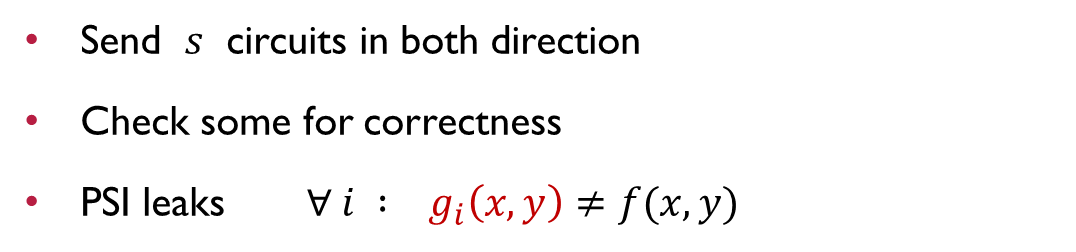 • Send s circuits in both direction
• Check some for correctness
• PSI leaks ∀ i : gᵢ(x, y) ≠ f(x, y)